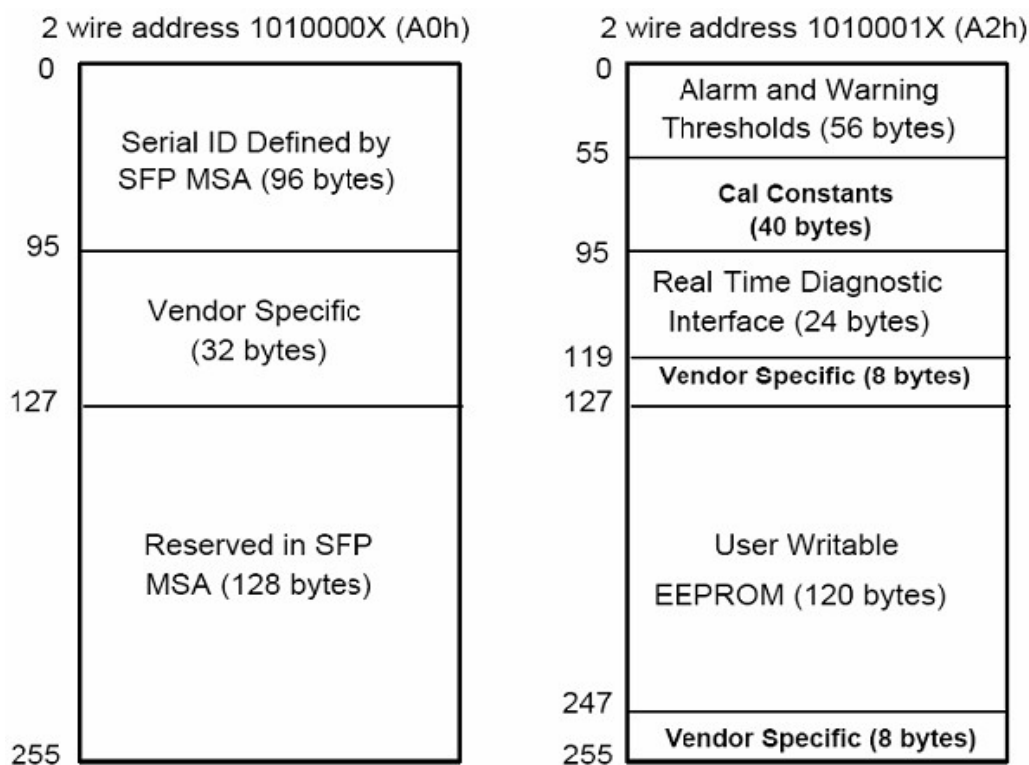 2 wire address 1010000X (A0h)
0
Serial ID Defined by
SFP MSA (96 bytes)
95
Vendor Specific
(32 bytes)
127
Reserved in SFP
MSA (128 bytes)
255
2 wire address 1010001X (A2h)
0
Alarm and Warning
Thresholds (56 bytes)
55
Cal Constants
(40 bytes)
95
Real Time Diagnostic
Interface (24 bytes)
119
Vendor Specific (8 bytes)
127
User Writable
EEPROM (120 bytes)
247
Vendor Specific (8 bytes)
255